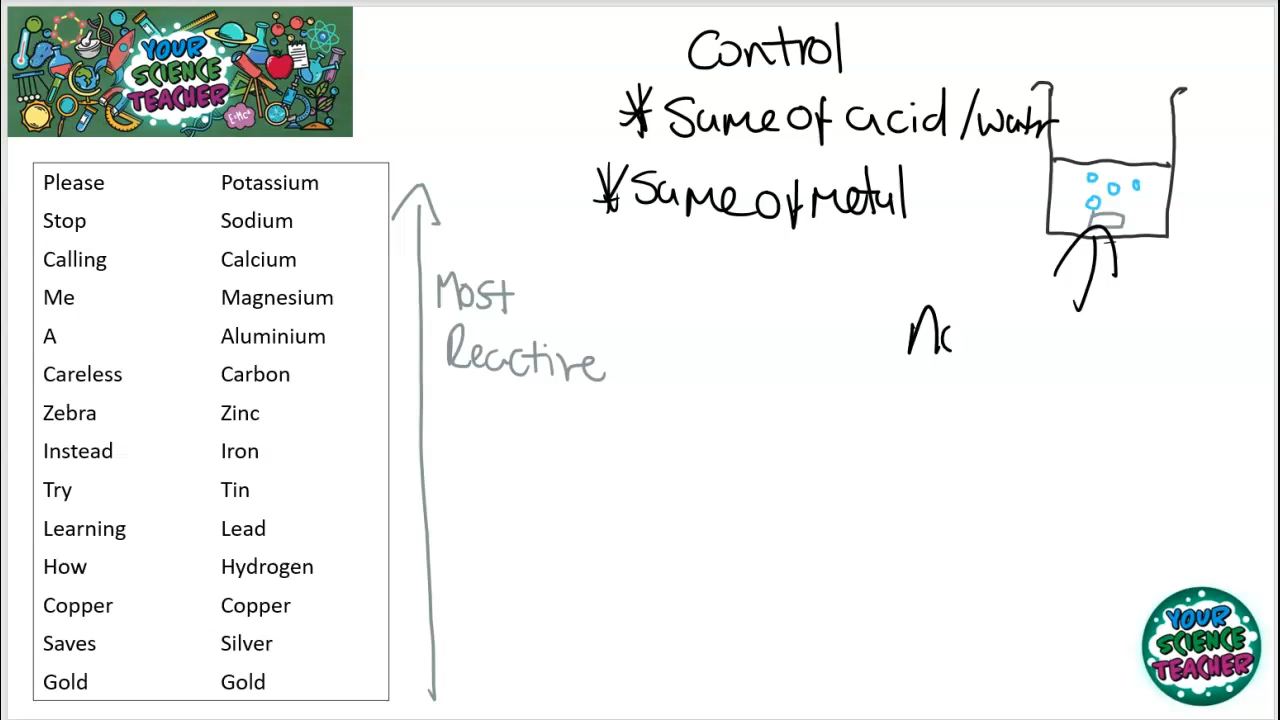 YOUR
SCIENCE
TEACHER
E=MC²
Control
* Same of acid / water
* Same of metal
Please Potassium
Stop Sodium
Calling Calcium
Me Magnesium
A Aluminium
Careless Carbon
Zebra Zinc
Instead Iron
Try Tin
Learning Lead
How Hydrogen
Copper Copper
Saves Silver
Gold Gold
Most
Reactive
YOUR
SCIENCE
TEACHER